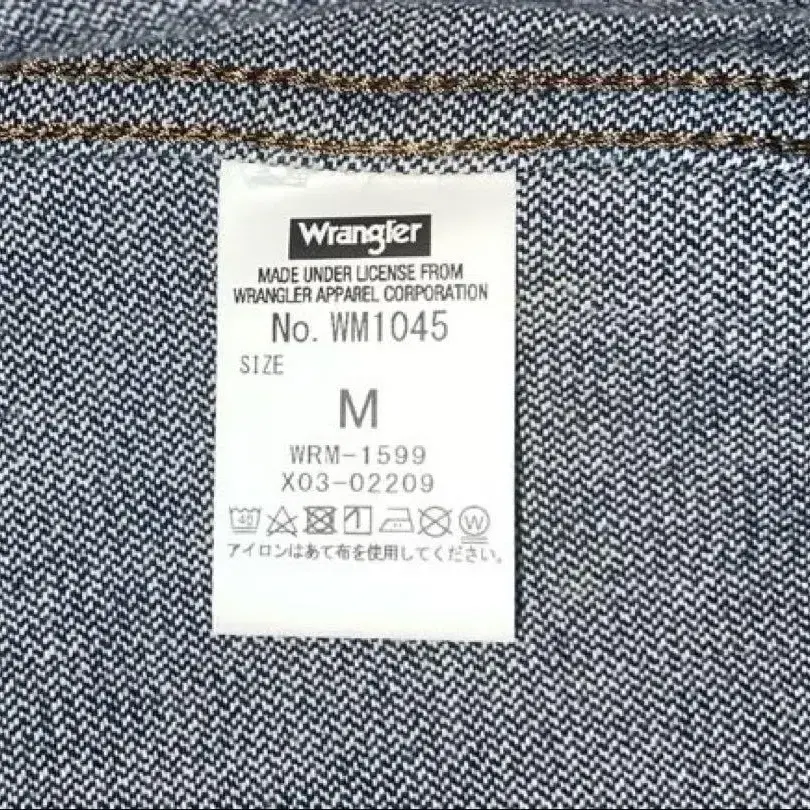 Wrangler
MADE UNDER LICENSE FROM
WRANGLER APPAREL CORPORATION
No. WM1045
SIZE
M
WRM-1599
X03-02209
40 W
アイロンはあて布を使用してください。